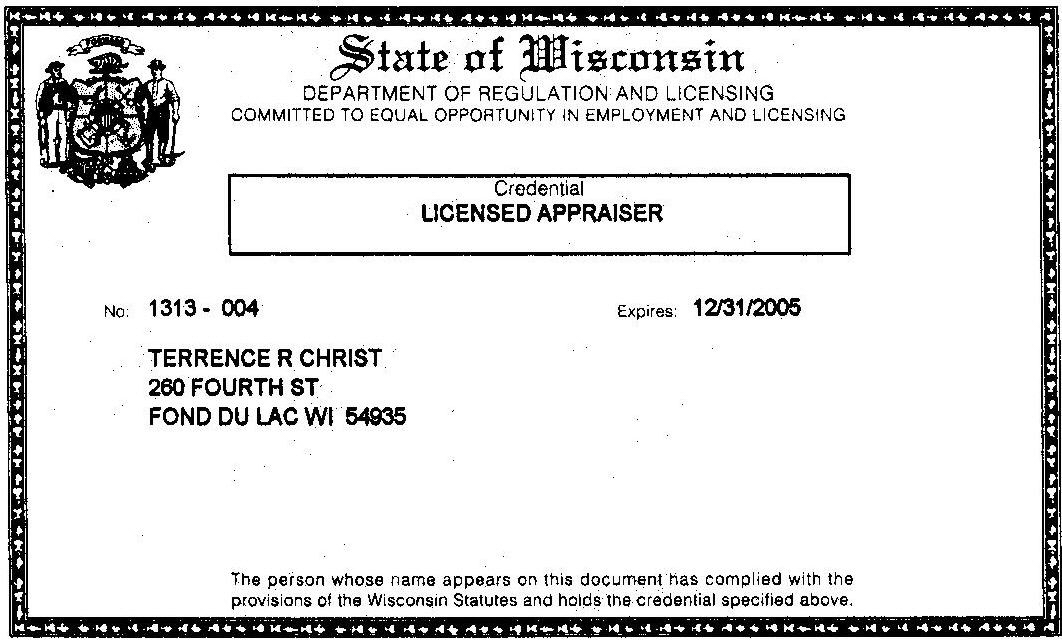 FORWARD
State of Wisconsin
DEPARTMENT OF REGULATION AND LICENSING
COMMITTED TO EQUAL OPPORTUNITY IN EMPLOYMENT AND LICENSING
Credential
LICENSED APPRAISER
No: 1313 - 004 Expires: 12/31/2005
TERRENCE R CHRIST
260 FOURTH ST
FOND DU LAC WI 54935
The person whose name appears on this document has complied with the
provisions of the Wisconsin Statutes and holds the credential specified above.